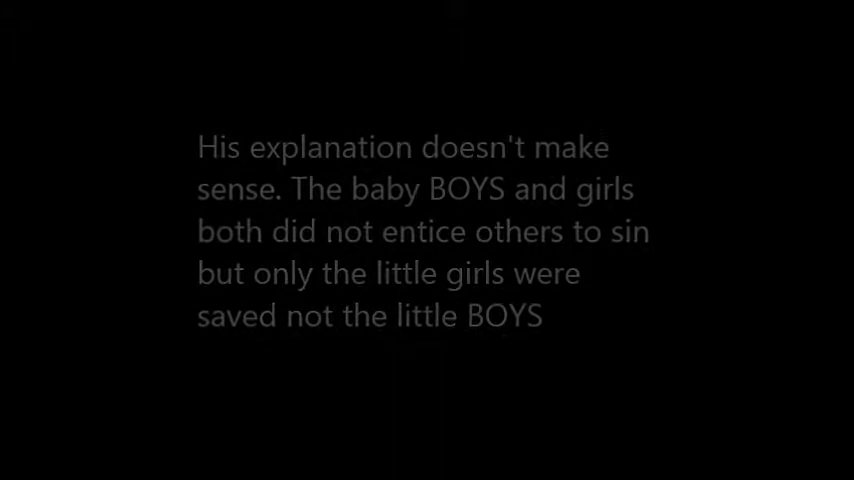 His explanation doesn't make
sense. The baby BOYS and girls
both did not entice others to sin
but only the little girls were
saved not the little BOYS